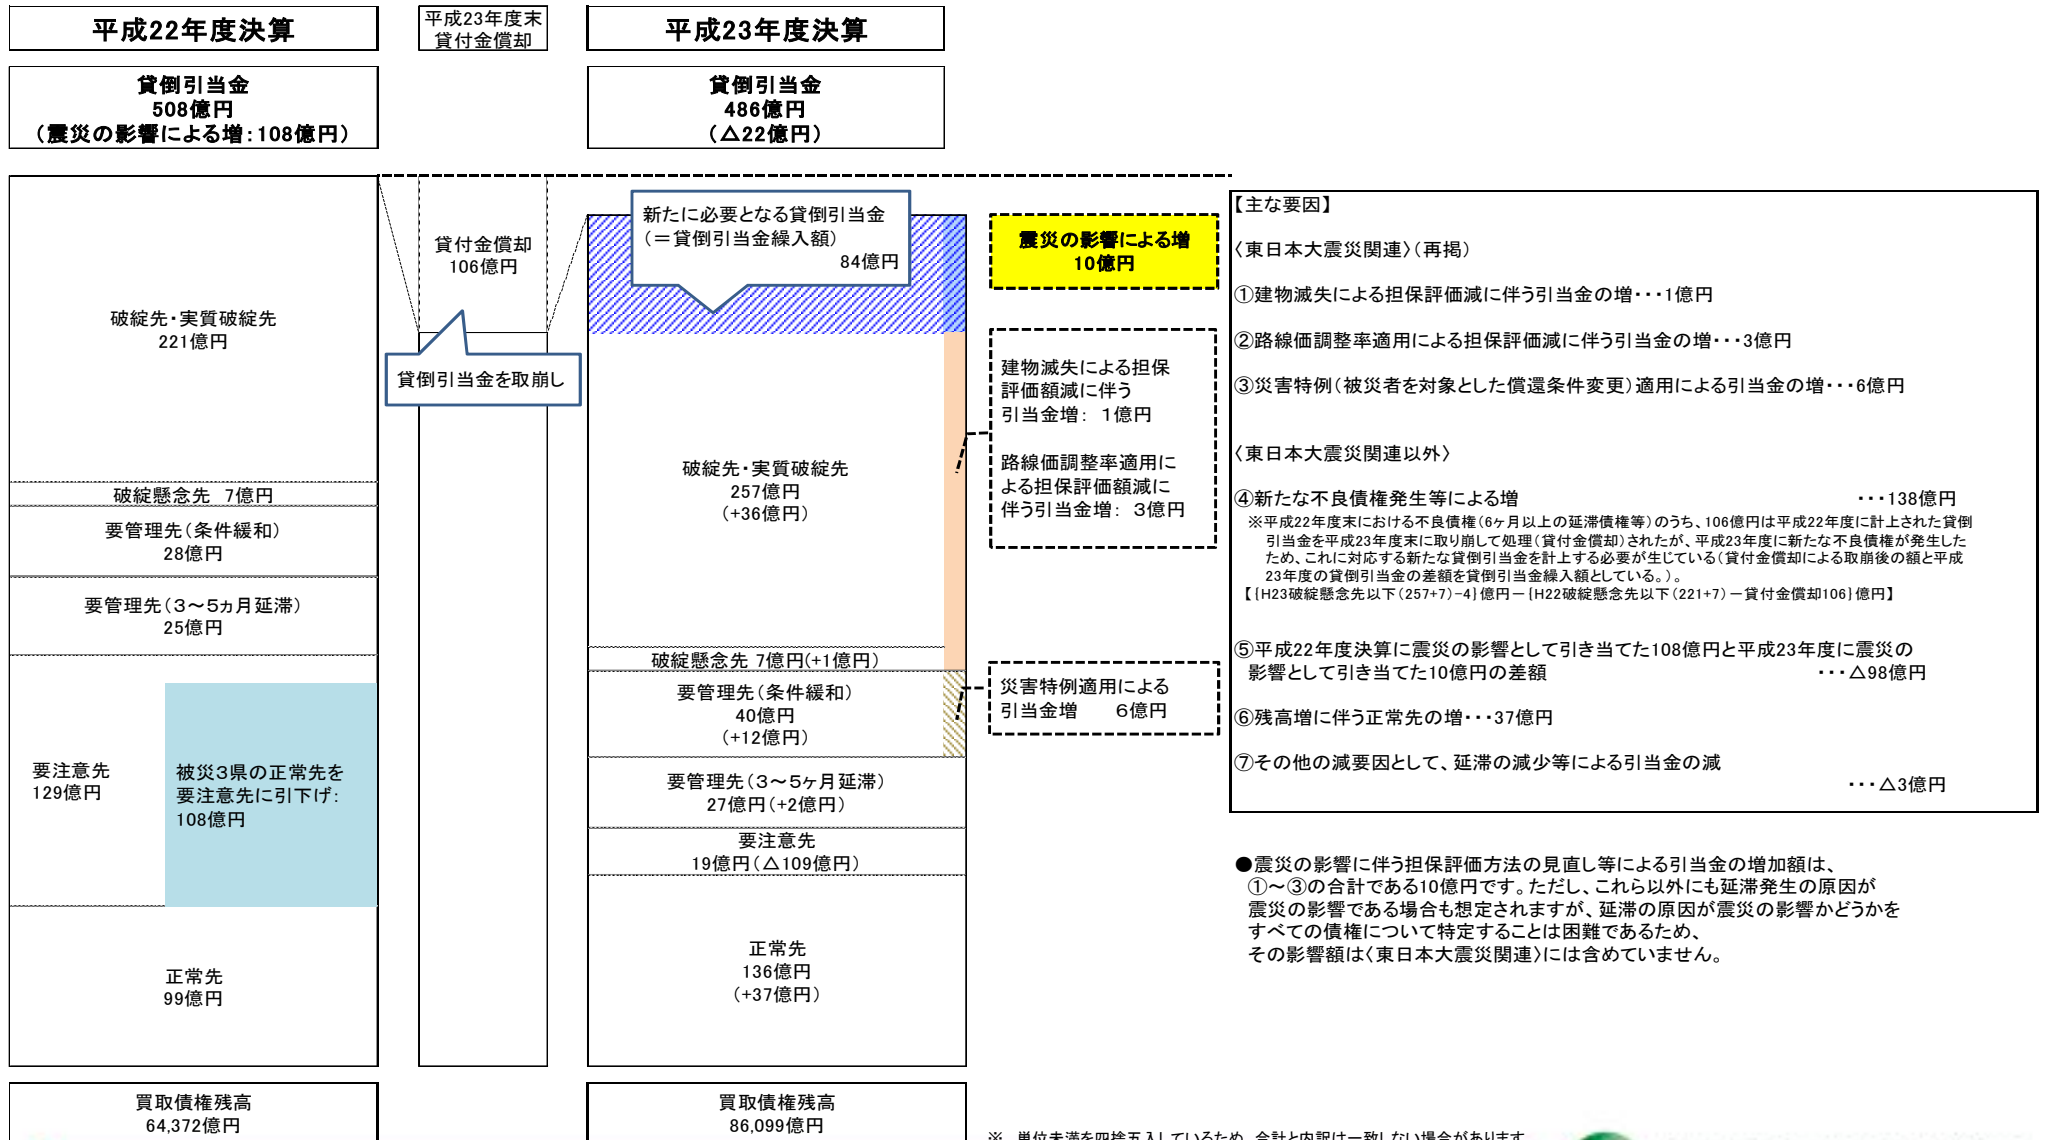 平成22年度決算
貸倒引当金
508億円
（震災の影響による増：108億円）
破綻先・実質破綻先
221億円
破綻懸念先 7億円
要管理先（条件緩和）
28億円
要管理先（３～５ヵ月延滞）
25億円
要注意先
129億円
被災３県の正常先を
要注意先に引下げ：
108億円
正常先
99億円
買取債権残高
64,372億円
平成23年度末
貸付金償却
貸付金償却
106億円
貸倒引当金を取崩し
平成23年度決算
貸倒引当金
486億円
（△22億円）
新たに必要となる貸倒引当金
（＝貸倒引当金繰入額）
84億円
破綻先・実質破綻先
257億円
（+36億円）
破綻懸念先 7億円(+1億円)
要管理先（条件緩和）
40億円
（+12億円）
要管理先（３～５ヶ月延滞）
27億円（+2億円）
要注意先
19億円（△109億円）
正常先
136億円
（+37億円）
買取債権残高
86,099億円
震災の影響による増
10億円
建物滅失による担保
評価額減に伴う
引当金増： １億円
路線価調整率適用に
よる担保評価額減に
伴う引当金増： ３億円
災害特例適用による
引当金増　　６億円
【主な要因】
〈東日本大震災関連〉（再掲）
①建物滅失による担保評価減に伴う引当金の増・・・1億円
②路線価調整率適用による担保評価減に伴う引当金の増・・・3億円
③災害特例（被災者を対象とした償還条件変更）適用による引当金の増・・・6億円
〈東日本大震災関連以外〉
④新たな不良債権発生等による増　　・・・138億円
※平成22年度末における不良債権（6ヶ月以上の延滞債権等）のうち、106億円は平成22年度に計上された貸倒
引当金を平成23年度末に取り崩して処理（貸付金償却）されたが、平成23年度に新たな不良債権が発生した
ため、これに対応する新たな貸倒引当金を計上する必要が生じている（貸付金償却による取崩後の額と平成
23年度の貸倒引当金の差額を貸倒引当金繰入額としている。）。
【｛H23破綻懸念先以下（257+7）-4｝億円－｛H22破綻懸念先以下（221+7）－貸付金償却106｝億円】
⑤平成22年度決算に震災の影響として引き当てた108億円と平成23年度に震災の
影響として引き当てた10億円の差額　　・・・△98億円
⑥残高増に伴う正常先の増・・・37億円
⑦その他の減要因として、延滞の減少等による引当金の減
・・・△3億円
●震災の影響に伴う担保評価方法の見直し等による引当金の増加額は、
①～③の合計である10億円です。ただし、これら以外にも延滞発生の原因が
震災の影響である場合も想定されますが、延滞の原因が震災の影響かどうかを
すべての債権について特定することは困難であるため、
その影響額は〈東日本大震災関連〉には含めていません。
※　単位未満を四捨五入しているため、合計と内訳は一致しない場合があります